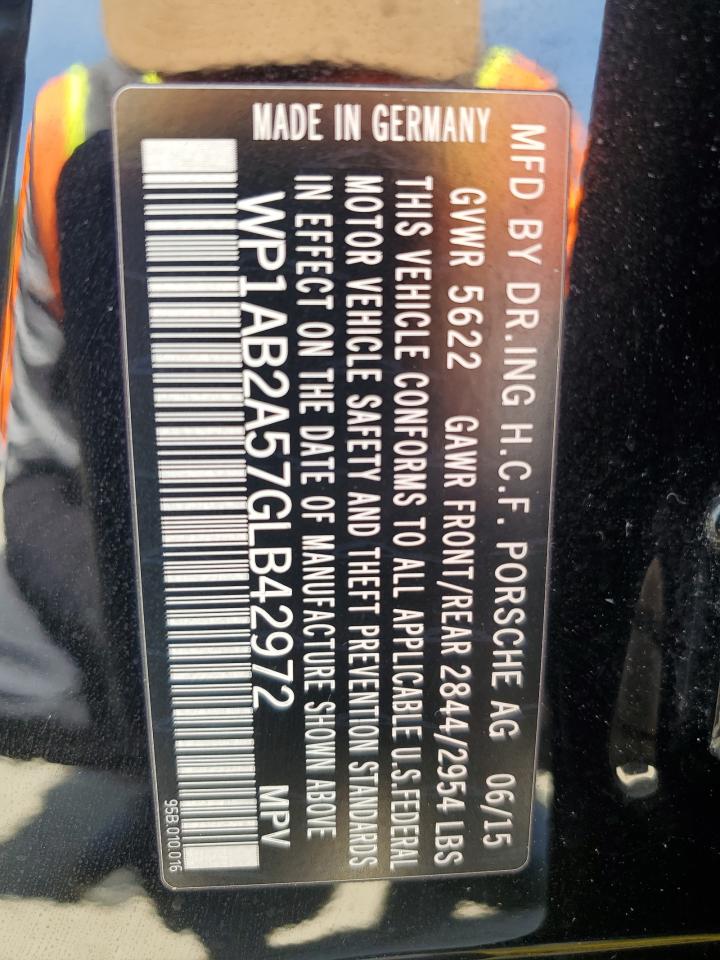 MFD BY DR.ING H.C.F. PORSCHE AG 06/15
MADE IN GERMANY
GVWR 5622 GAWR FRONT/REAR 2844/2954 LBS
THIS VEHICLE CONFORMS TO ALL APPLICABLE U.S.FEDERAL
MOTOR VEHICLE SAFETY AND THEFT PREVENTION STANDARDS
IN EFFECT ON THE DATE OF MANUFACTURE SHOWN ABOVE
WP1AB2A57GLB42972 MPV
95B.010.016